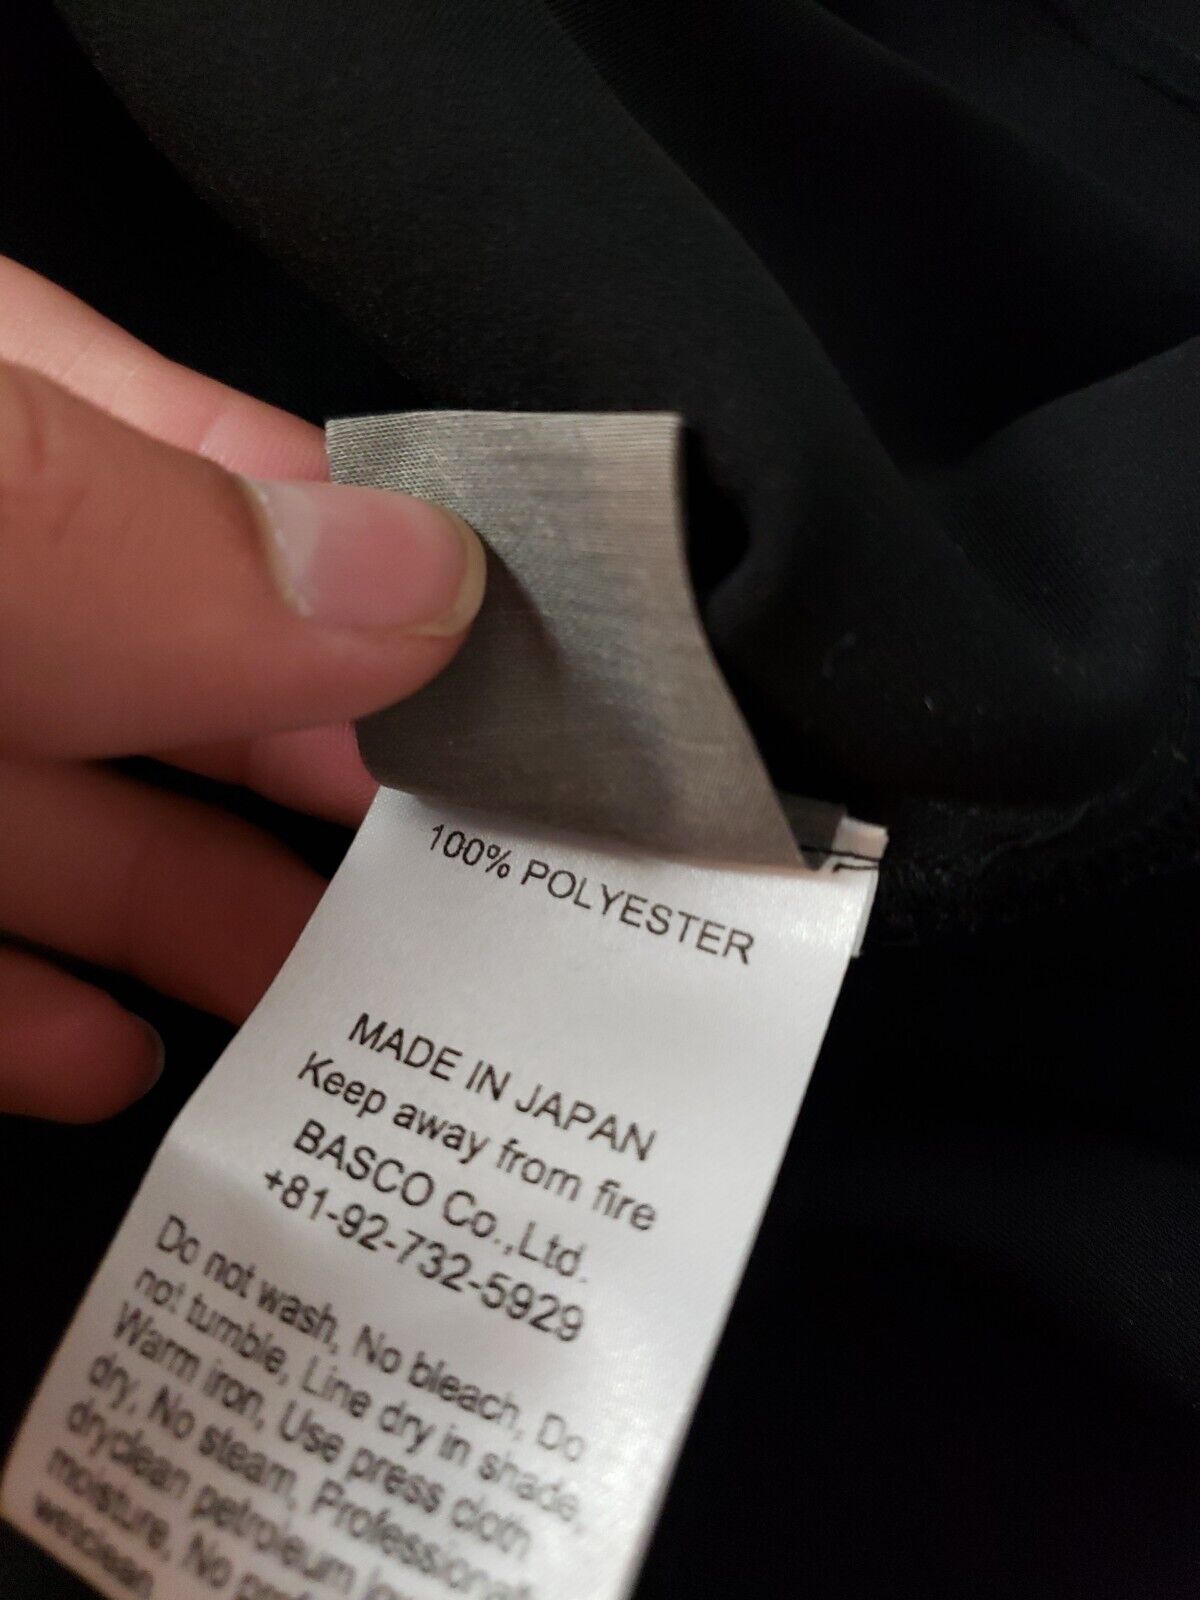 100% POLYESTER
MADE IN JAPAN
Keep away from fire
BASCO Co.,Ltd.
+81-92-732-5929
Do not wash, No bleach, Do
not tumble, Line dry in shade,
Warm iron, Use press cloth
dry, No steam, Professional
dryclean petroleum low
moisture, No
wetclean